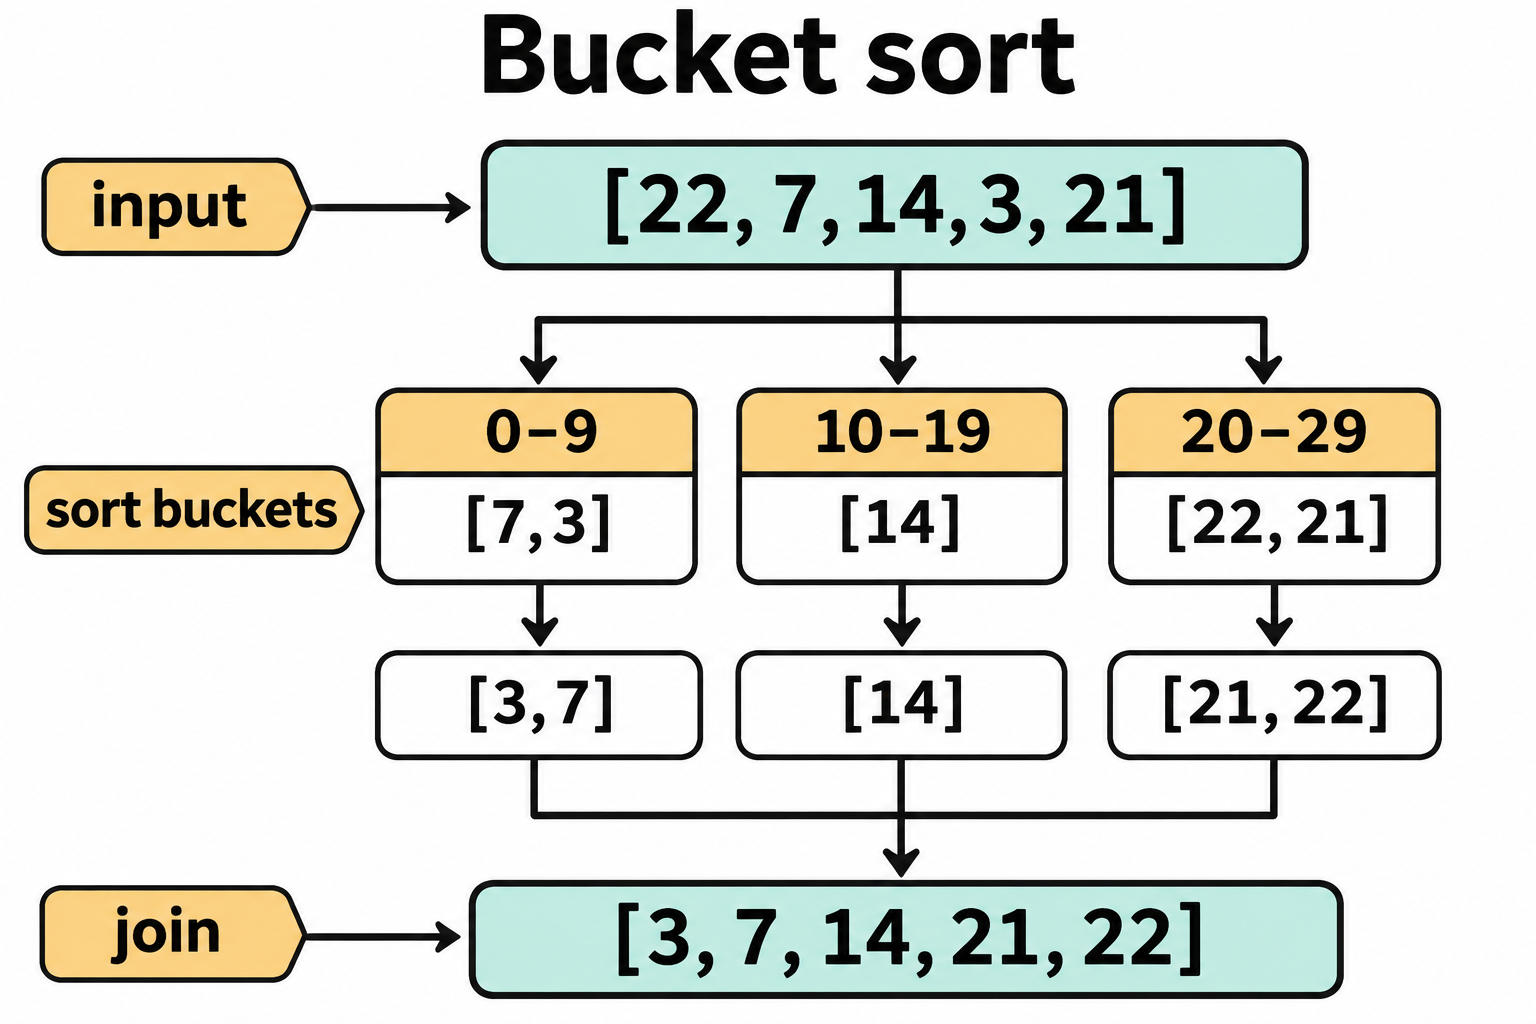 Bucket sort
input
[22, 7, 14, 3, 21]
0–9
10–19
20–29
sort buckets
[7, 3]
[14]
[22, 21]
[3, 7]
[14]
[21, 22]
join
[3, 7, 14, 21, 22]